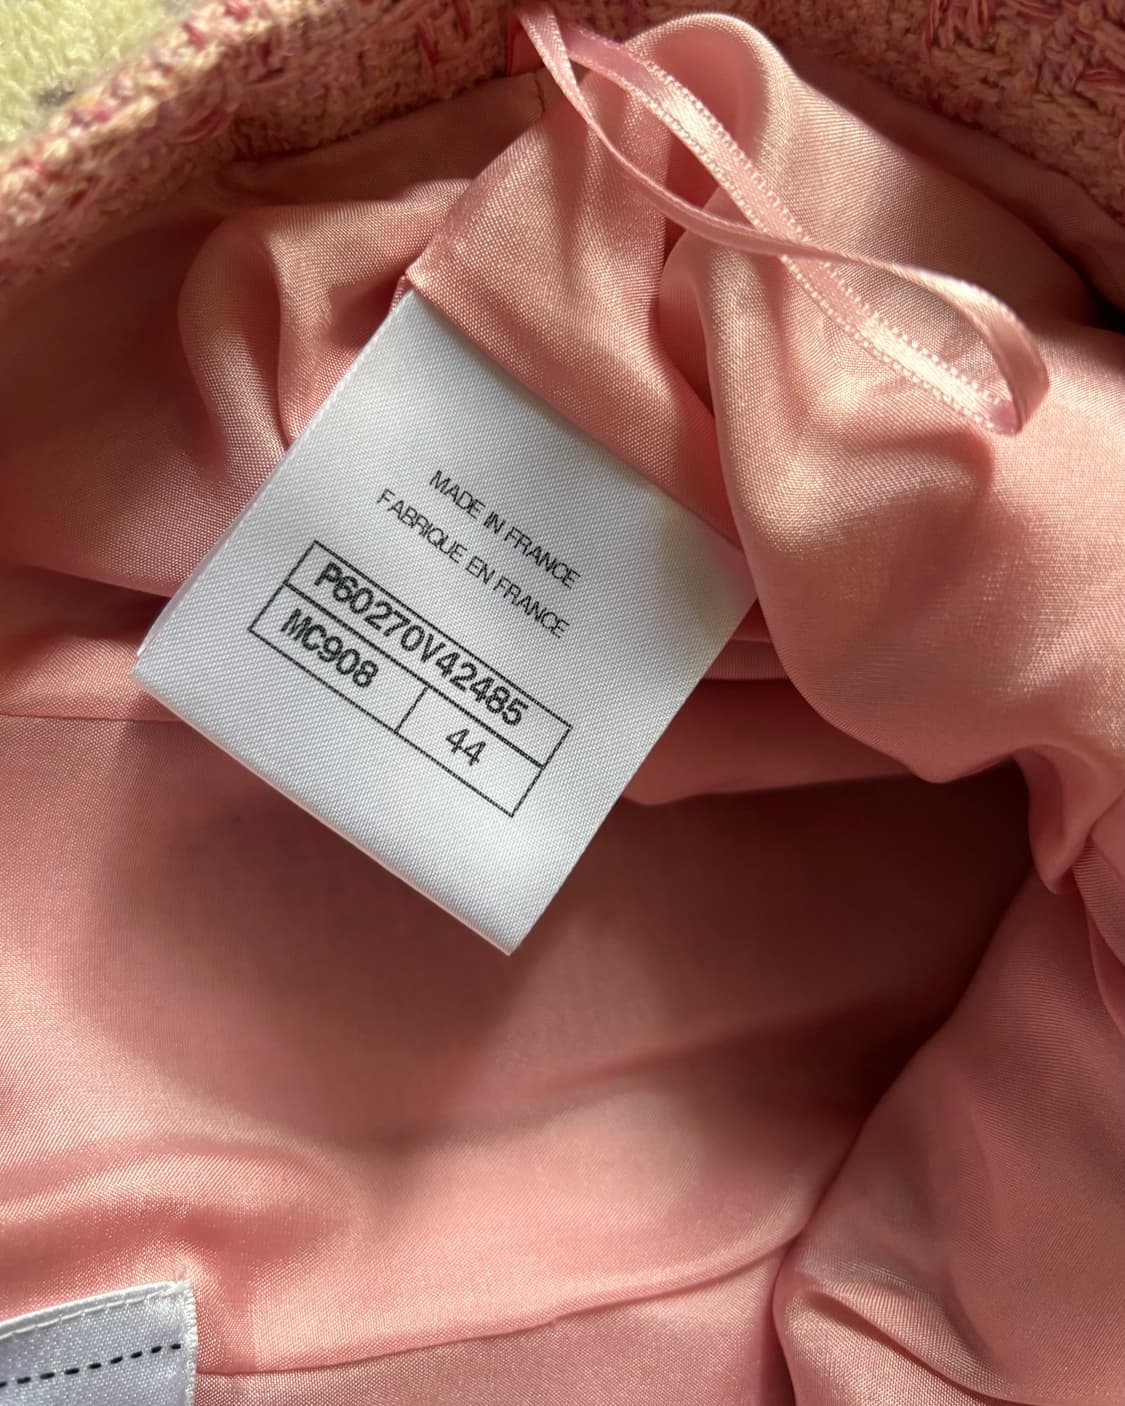 MADE IN FRANCE
FABRIQUE EN FRANCE
P60270V42485
MC908 44